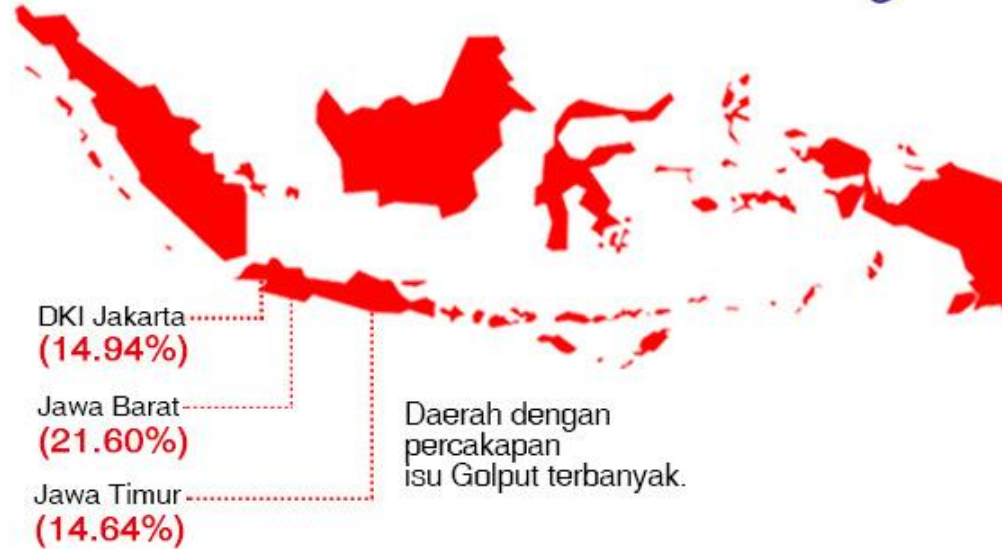 DKI Jakarta
(14.94%)
Jawa Barat
(21.60%)
Jawa Timur
(14.64%)
Daerah dengan
percakapan
isu Golput terbanyak.